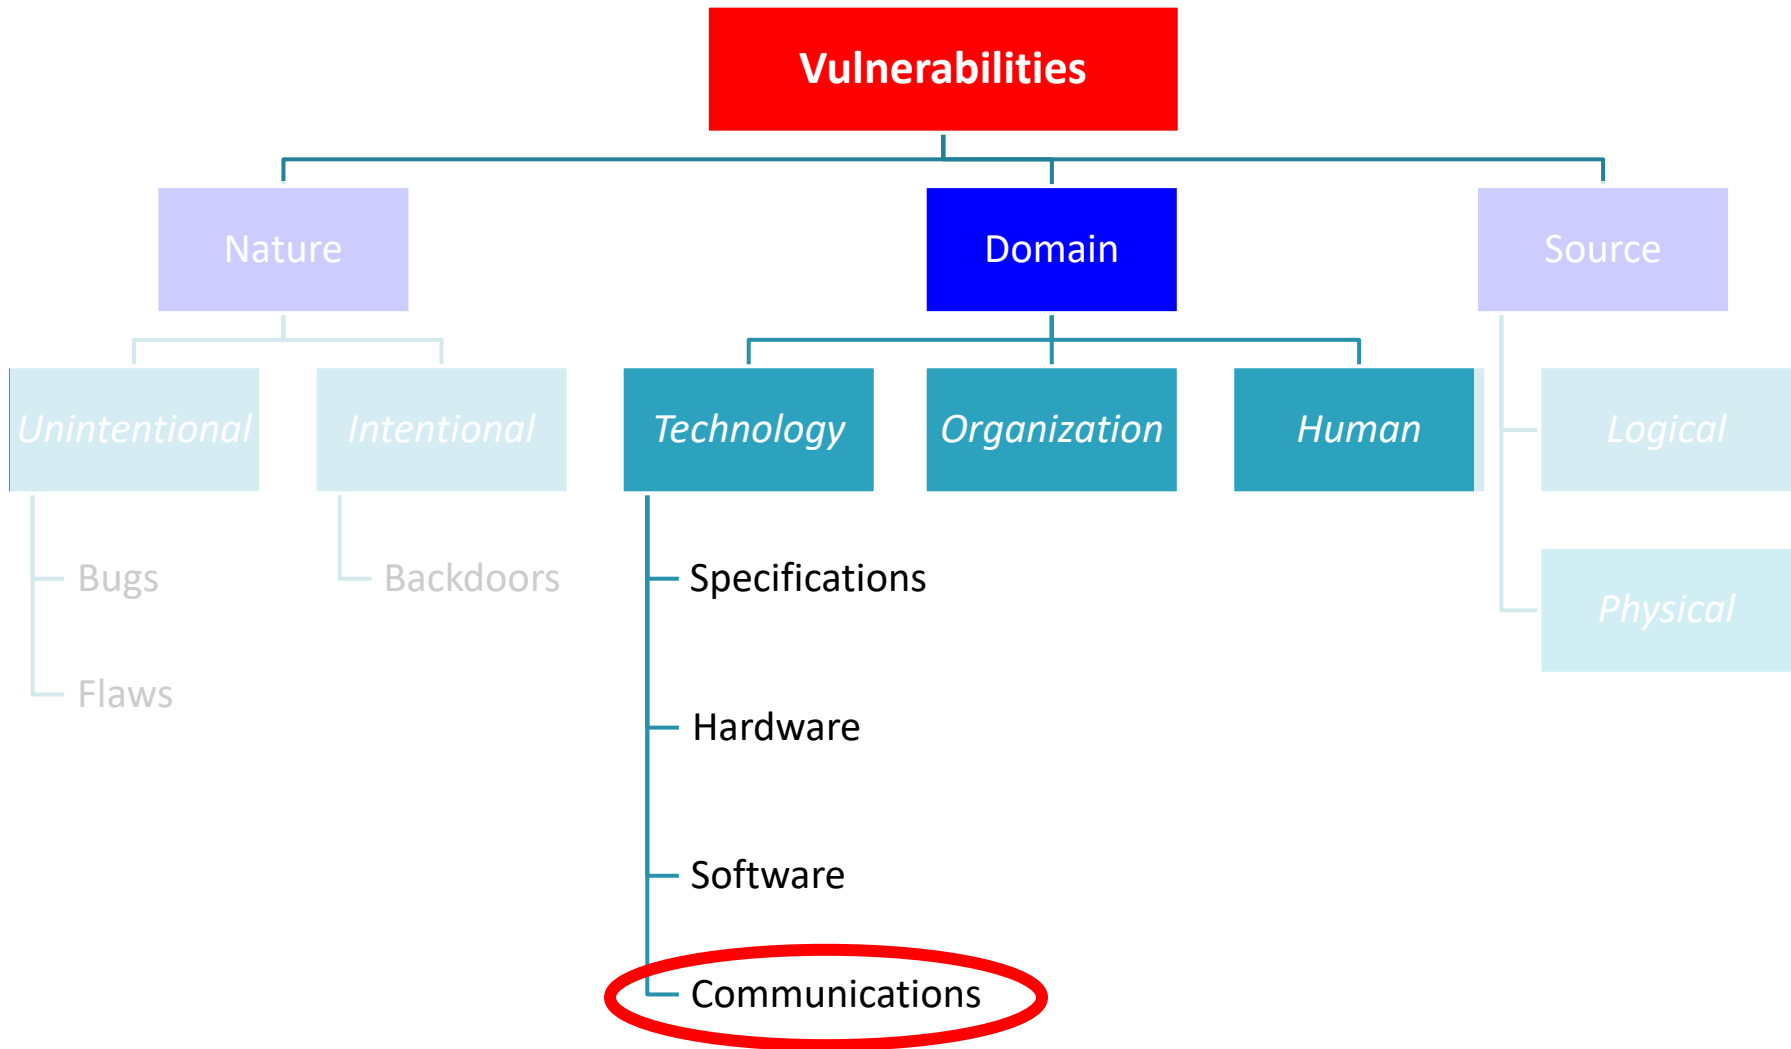 Vulnerabilities
Nature
Domain
Source
Unintentional
Intentional
Technology
Organization
Human
Logical
Bugs
Backdoors
Specifications
Physical
Flaws
Hardware
Software
Communications